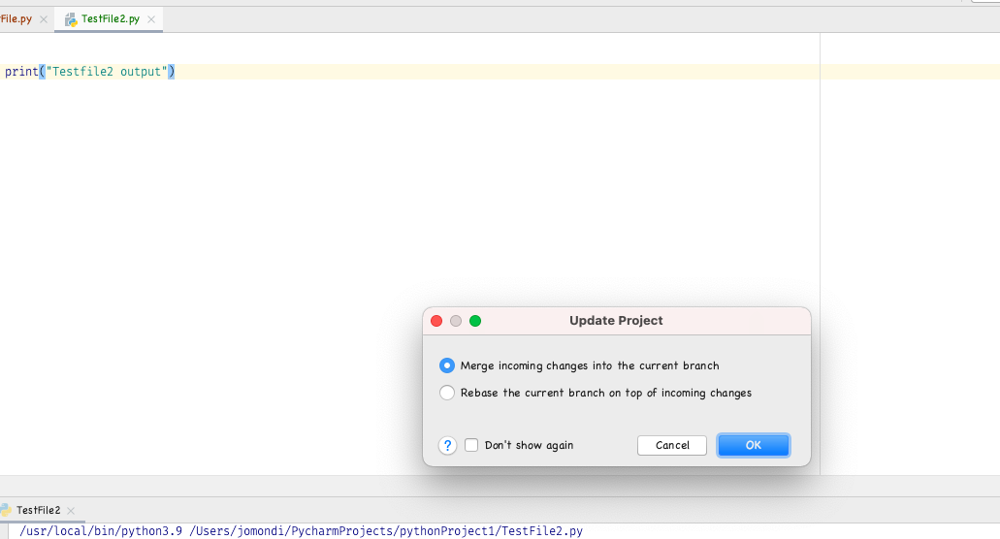 File.py
TestFile2.py
print("Testfile2 output")
Update Project
Merge incoming changes into the current branch
Rebase the current branch on top of incoming changes
? Don't show again Cancel OK
TestFile2
/usr/local/bin/python3.9 /Users/jomondi/PycharmProjects/pythonProject1/TestFile2.py